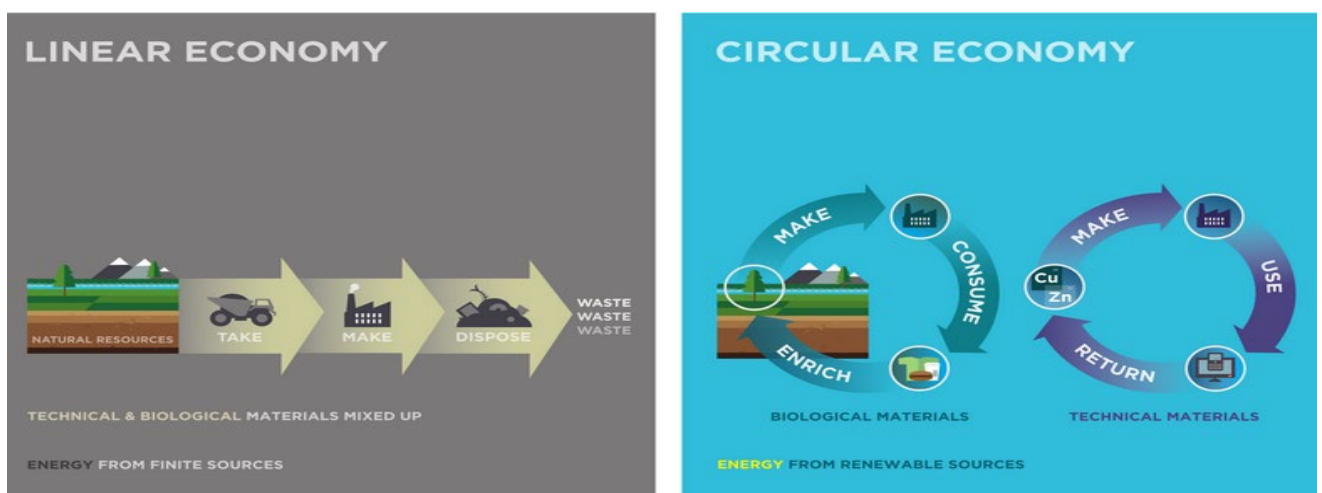 LINEAR ECONOMY
NATURAL RESOURCES
TAKE
MAKE
DISPOSE
WASTE
WASTE
WASTE
TECHNICAL & BIOLOGICAL MATERIALS MIXED UP
ENERGY FROM FINITE SOURCES
CIRCULAR ECONOMY
MAKE
CONSUME
ENRICH
BIOLOGICAL MATERIALS
MAKE
USE
RETURN
Cu
Zn
TECHNICAL MATERIALS
ENERGY FROM RENEWABLE SOURCES